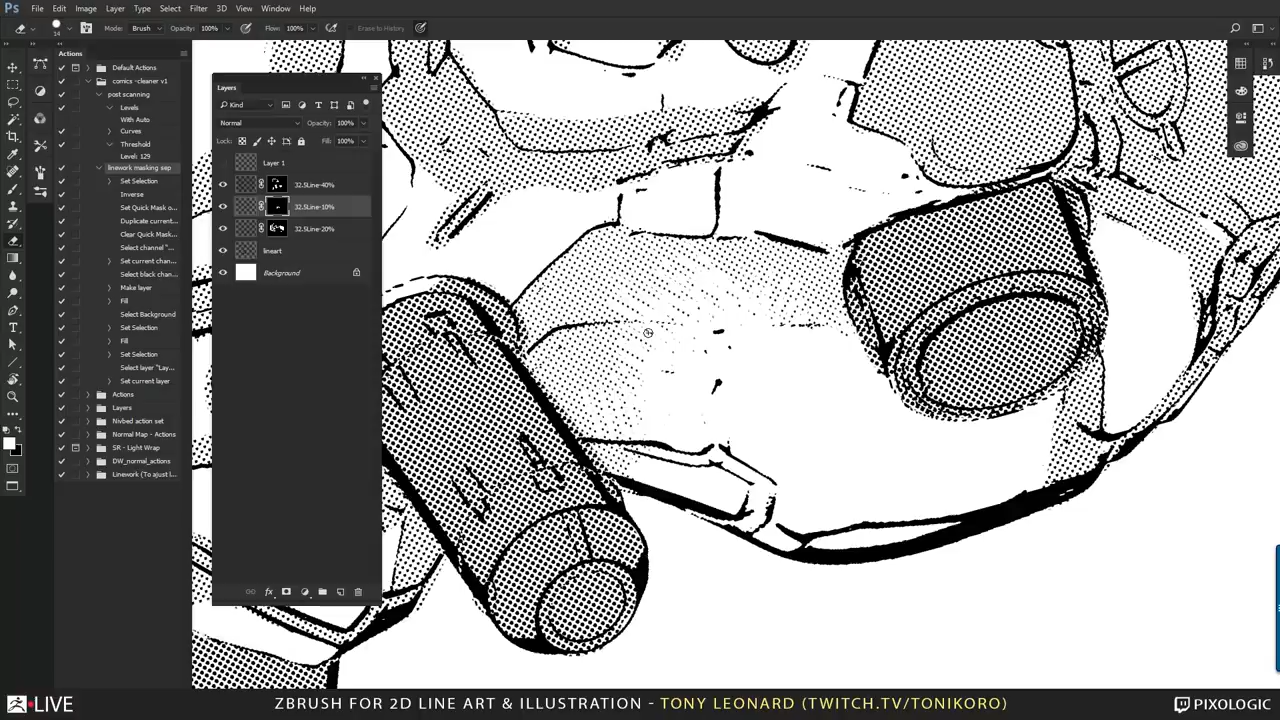 Ps File Edit Image Layer Type Select Filter 3D View Window Help
14 Mode: Brush Opacity: 100% Flow: 100% Erase to History
Actions
Default Actions
comics -cleaner v1
post scanning
Levels
With Auto
Curves
Threshold
Level: 129
linework masking sep
Set Selection
Inverse
Set Quick Mask o...
Duplicate current...
Clear Quick Mask...
Select channel "...
Set current chan...
Select black chan...
Make layer
Fill
Select Background
Set Selection
Fill
Set Selection
Select layer "Lay...
Set current layer
Actions
Layers
Nivbed action set
Normal Map - Actions
SR - Light Wrap
DW_normal_actions
Linework (To ajust l...
Layers
Kind
Normal Opacity: 100%
Lock: Fill: 100%
Layer 1
32.5Line-40%
32.5Line-10%
32.5Line-20%
lineart
Background
fx
LIVE
ZBRUSH FOR 2D LINE ART & ILLUSTRATION - TONY LEONARD (TWITCH.TV/TONIKORO)
PIXOLOGIC